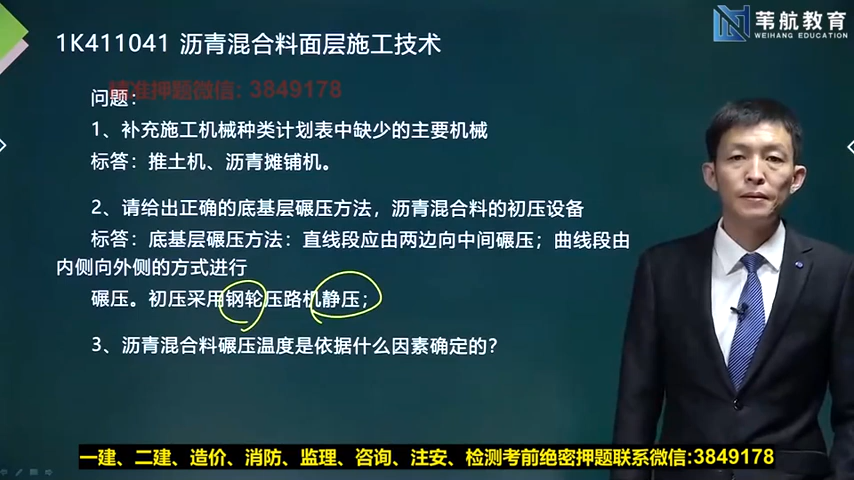 苇航教育
WEIHANG EDUCATION
1K411041 沥青混合料面层施工技术
精准押题微信: 3849178
问题：
1、补充施工机械种类计划表中缺少的主要机械
标答：推土机、沥青摊铺机。
2、请给出正确的底基层碾压方法，沥青混合料的初压设备
标答：底基层碾压方法：直线段应由两边向中间碾压；曲线段由
内侧向外侧的方式进行
碾压。初压采用钢轮压路机静压；
3、沥青混合料碾压温度是依据什么因素确定的？
一建、二建、造价、消防、监理、咨询、注安、检测考前绝密押题联系微信:3849178